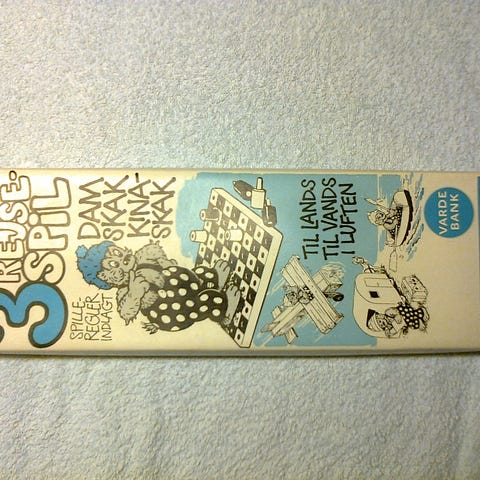 3 REJSE-
SPIL
DAM
SKAK
KINA-
SKAK
SPILLE-
REGLER
INDLAGT
TIL LANDS
TIL VANDS
I LUFTEN
VARDE
BANK